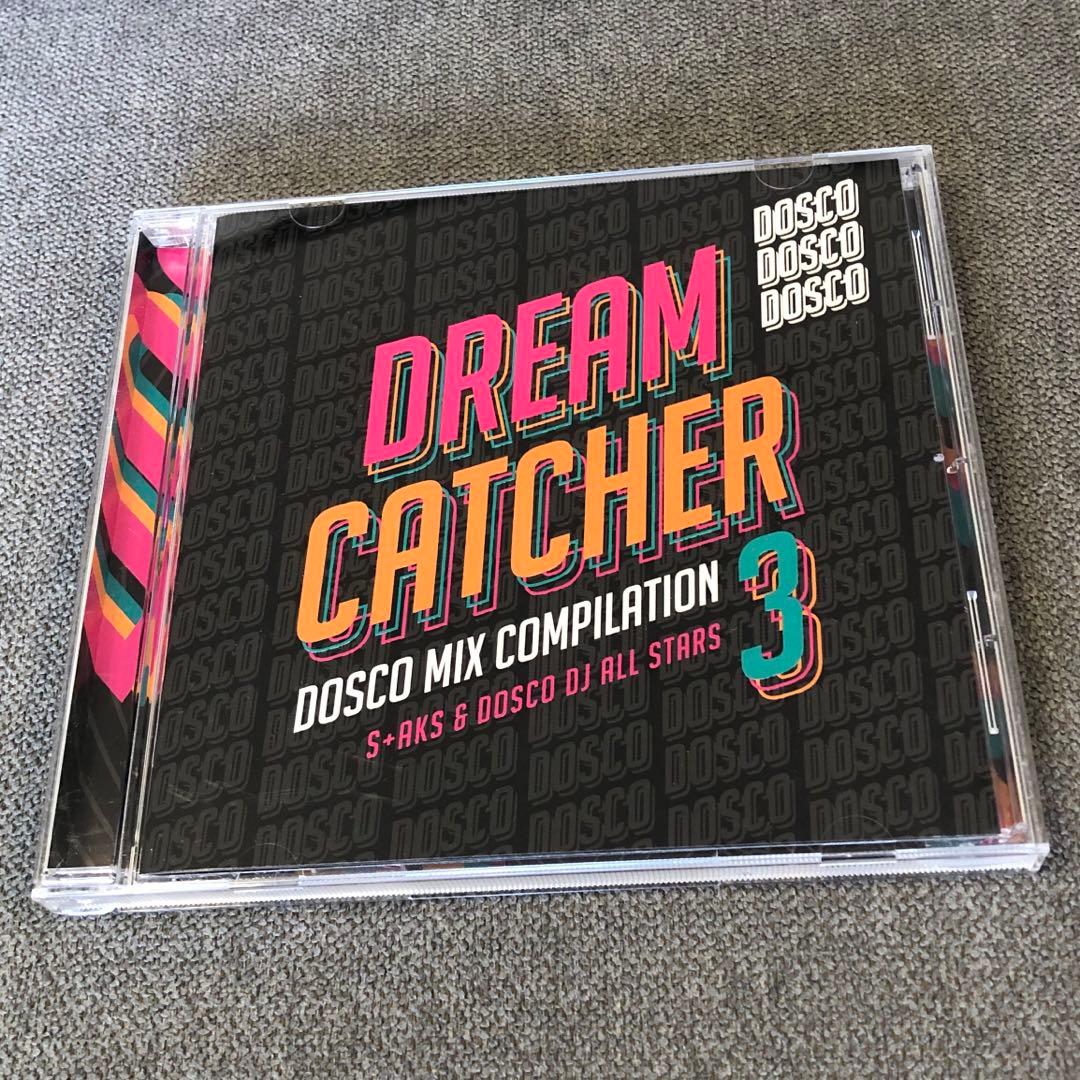 DOSCO
DOSCO
DOSCO
DREAM
CATCHER
3
DOSCO MIX COMPILATION
S+AKS & DOSCO DJ ALL STARS